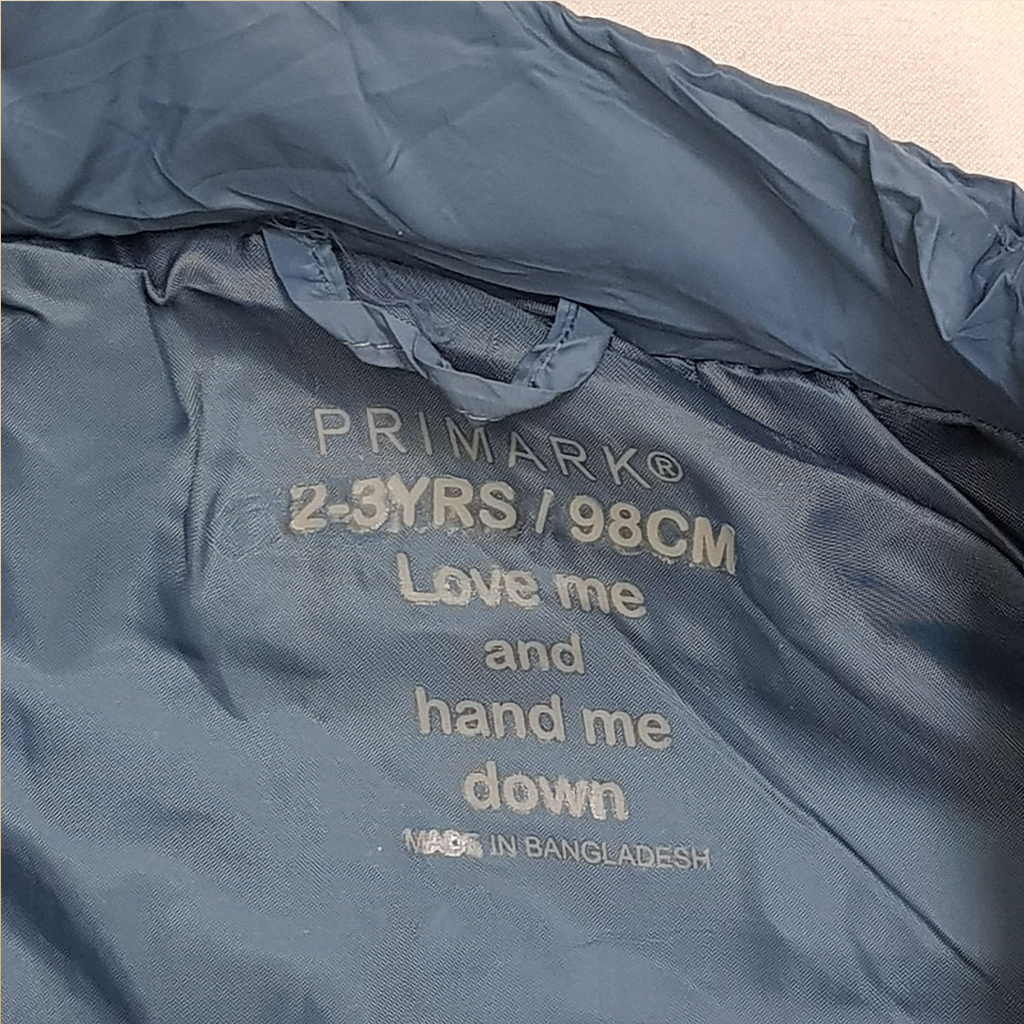 PRIMARK®
2-3YRS / 98CM
Love me
and
hand me
down
MADE IN BANGLADESH